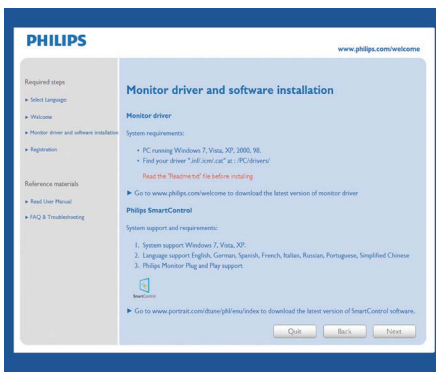 PHILIPS
www.philips.com/welcome
Required steps
Select Language:
Welcome
Monitor driver and software installation
Registration
Reference materials
Read User Manual
FAQ & Troubleshooting
Monitor driver and software installation
Monitor driver
System requirements:
• PC running Windows 7, Vista, XP, 2000, 98.
• Find your driver ".inf/.icm/.cat" at : /PC/drivers/
Read the "Readme.txt" file before installing.
Go to www.philips.com/welcome to download the latest version of monitor driver
Philips SmartControl
System support and requirements:
1. System support Windows 7, Vista, XP.
2. Language support English, German, Spanish, French, Italian, Russian, Portuguese, Simplified Chinese
3. Philips Monitor Plug and Play support
SmartControl
Go to www.portrait.com/dtune/phl/enu/index to download the latest version of SmartControl software.
Quit Back Next